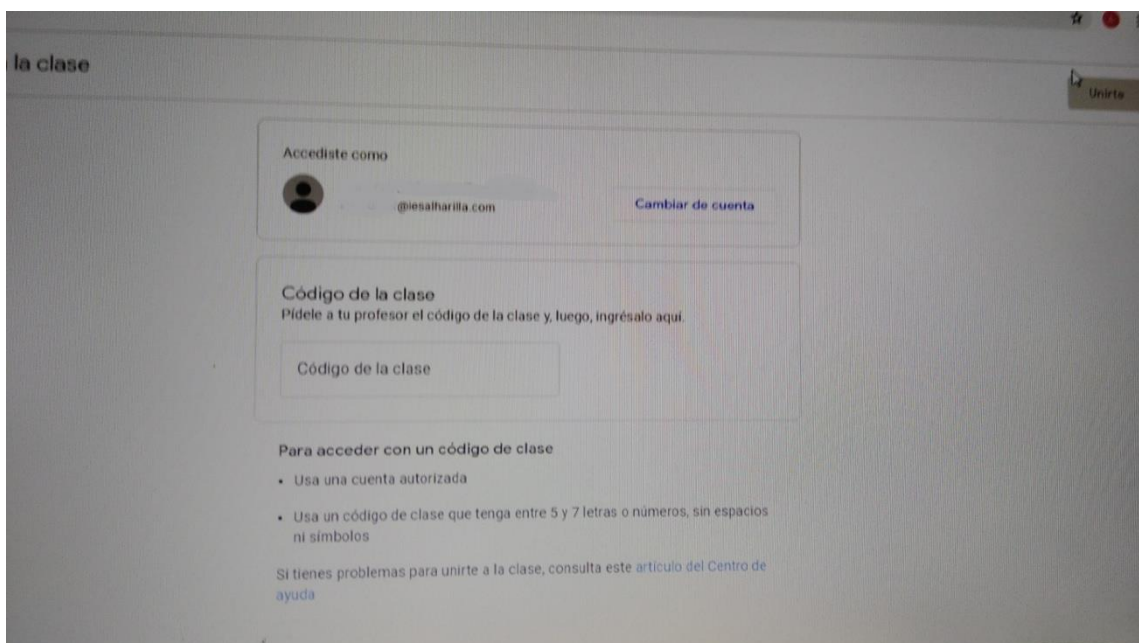 la clase
Unirte
Accediste como
@iesalharilla.com
Cambiar de cuenta
Código de la clase
Pídele a tu profesor el código de la clase y, luego, ingrésalo aquí.
Código de la clase
Para acceder con un código de clase
• Usa una cuenta autorizada
• Usa un código de clase que tenga entre 5 y 7 letras o números, sin espacios
ni símbolos
Si tienes problemas para unirte a la clase, consulta este artículo del Centro de
ayuda